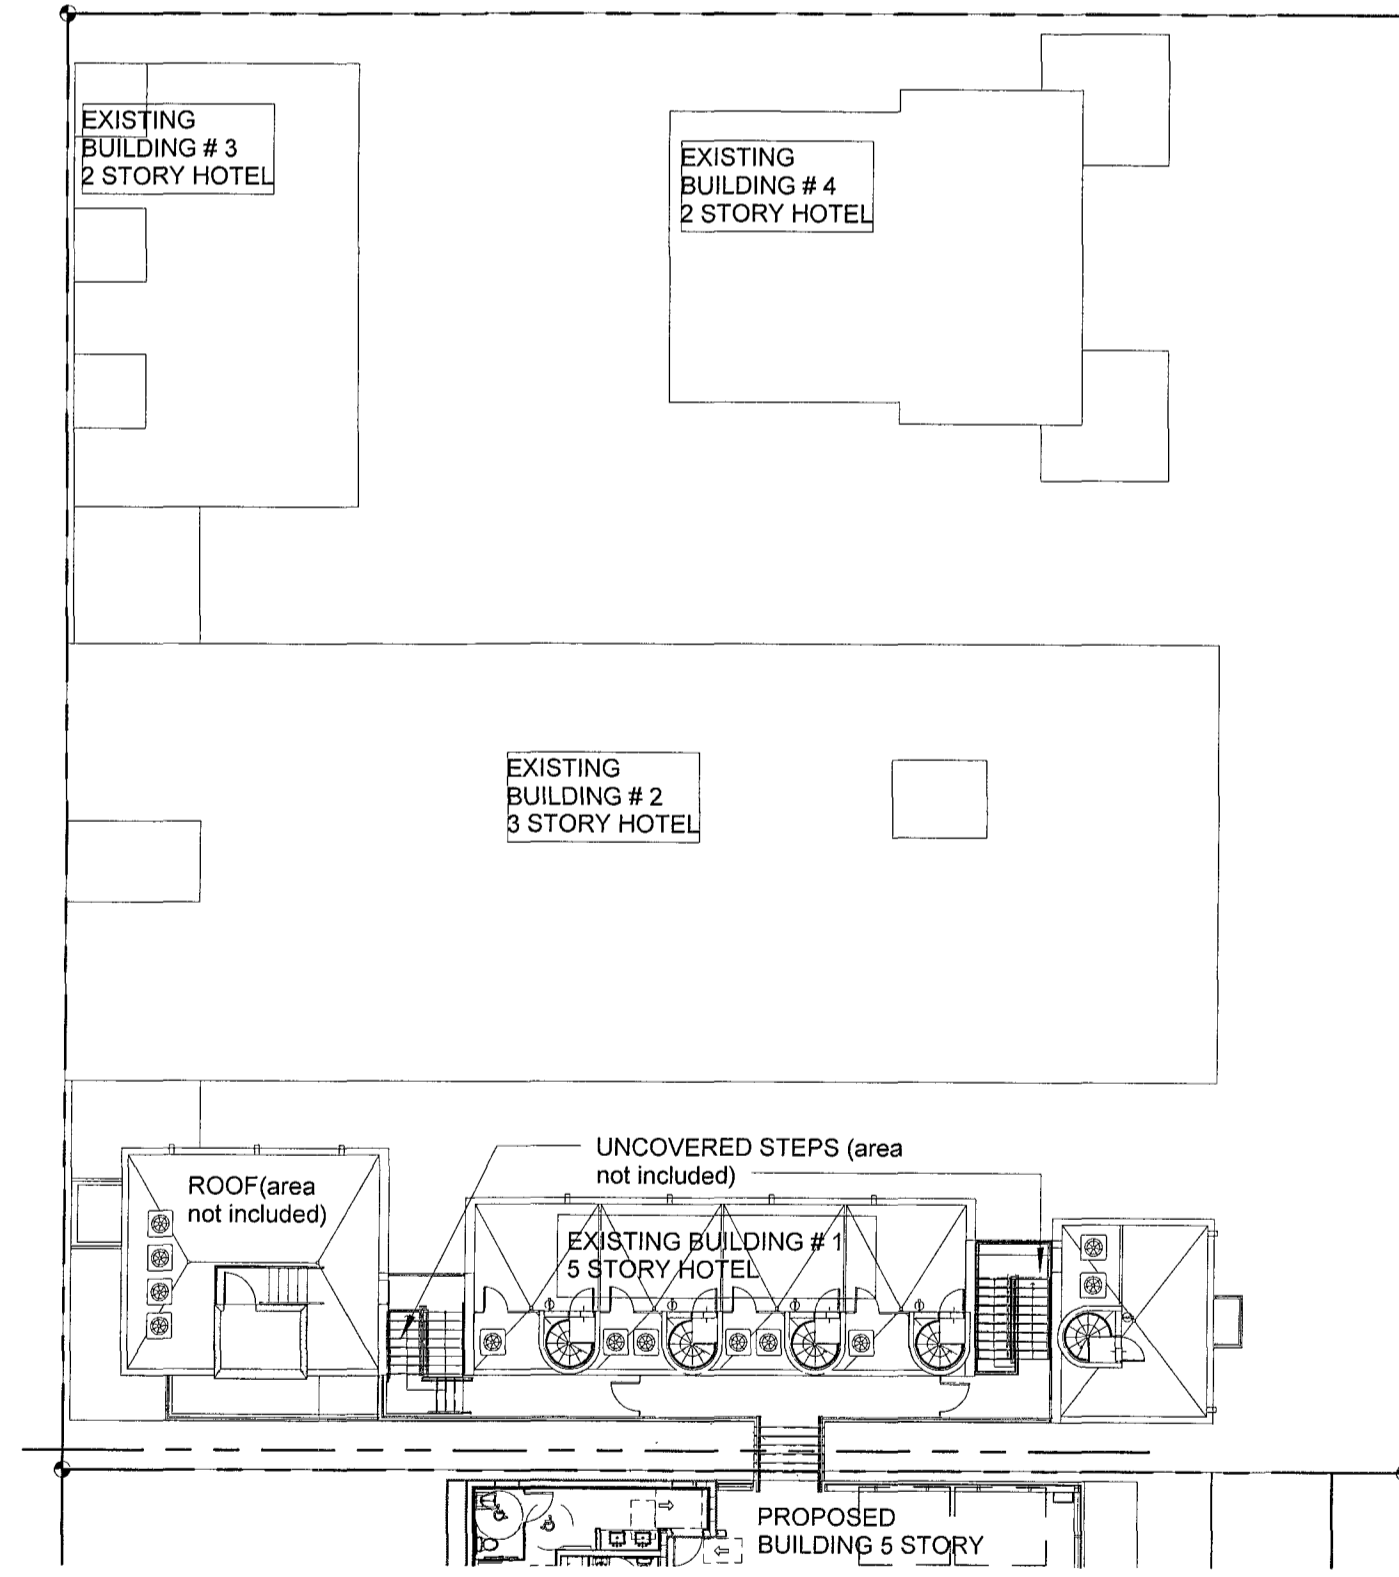 EXISTING
BUILDING # 3
2 STORY HOTEL
EXISTING
BUILDING # 4
2 STORY HOTEL
EXISTING
BUILDING # 2
3 STORY HOTEL
UNCOVERED STEPS (area
not included)
ROOF(area
not included)
EXISTING BUILDING # 1
5 STORY HOTEL
PROPOSED
BUILDING 5 STORY